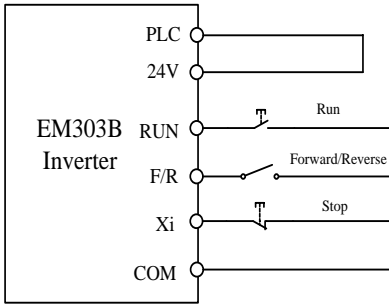 PLC
24V
EM303B
Inverter
RUN
Run
F/R
Forward/Reverse
Xi
Stop
COM